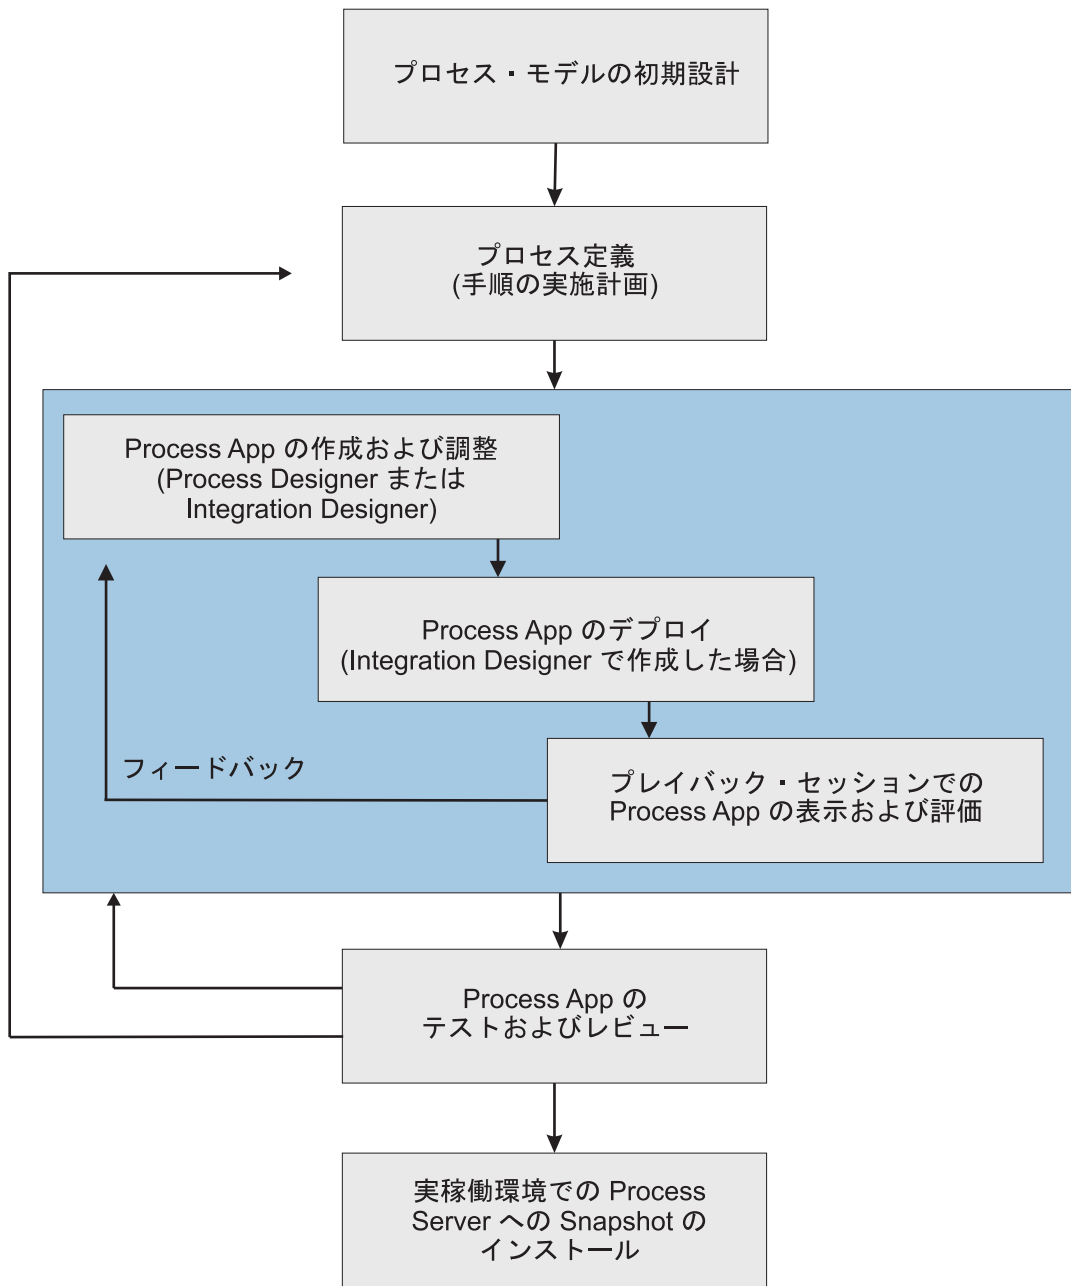 プロセス・モデルの初期設計
プロセス定義
(手順の実施計画)
Process App の作成および調整
(Process Designer または
Integration Designer)
Process App のデプロイ
(Integration Designer で作成した場合)
フィードバック
プレイバック・セッションでの
Process App の表示および評価
Process App の
テストおよびレビュー
実稼働環境での Process
Server への Snapshot の
インストール